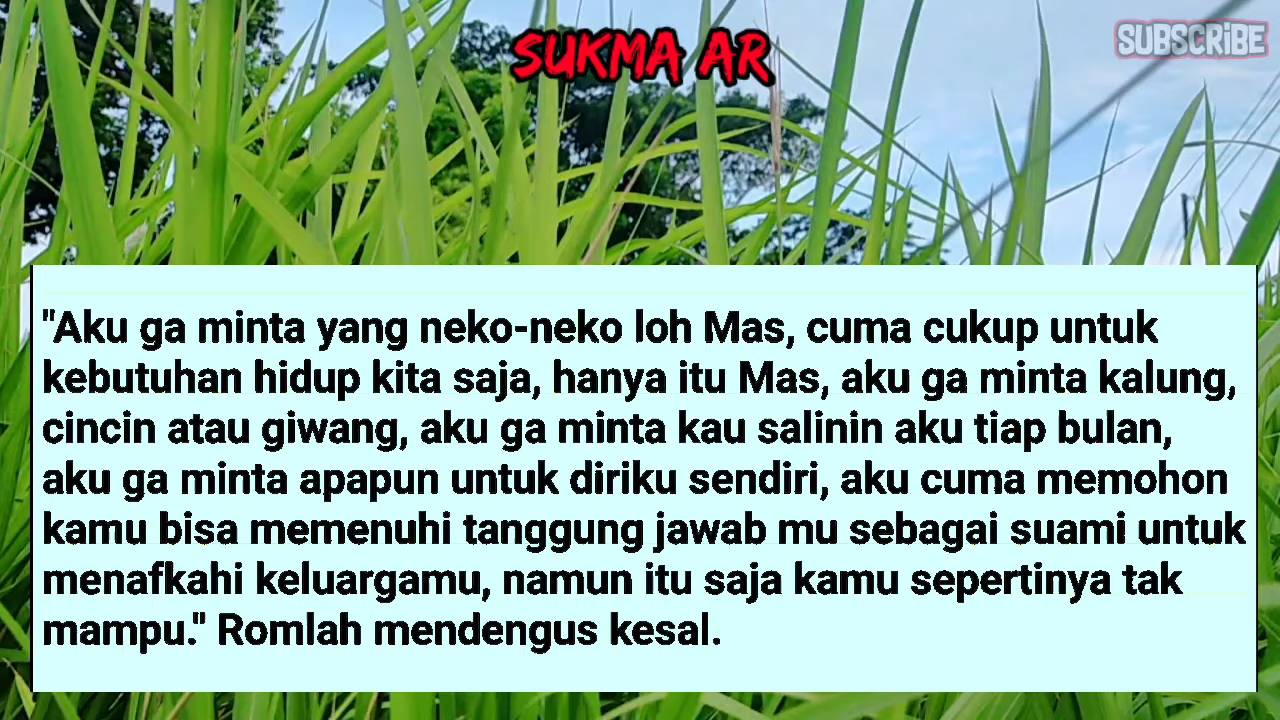 SUKMA AR
SUBSCRIBE
"Aku ga minta yang neko-neko loh Mas, cuma cukup untuk
kebutuhan hidup kita saja, hanya itu Mas, aku ga minta kalung,
cincin atau giwang, aku ga minta kau salinin aku tiap bulan,
aku ga minta apapun untuk diriku sendiri, aku cuma memohon
kamu bisa memenuhi tanggung jawab mu sebagai suami untuk
menafkahi keluargamu, namun itu saja kamu sepertinya tak
mampu." Romlah mendengus kesal.